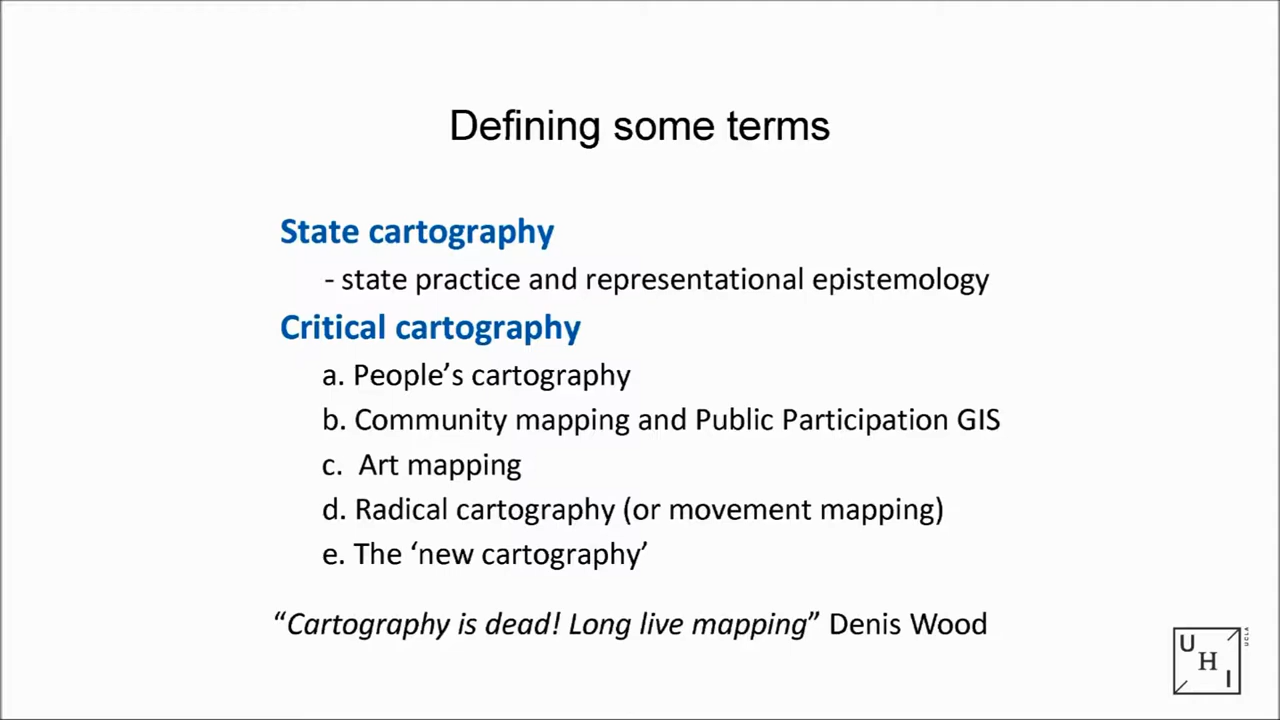 Defining some terms
State cartography
- state practice and representational epistemology
Critical cartography
a. People’s cartography
b. Community mapping and Public Participation GIS
c. Art mapping
d. Radical cartography (or movement mapping)
e. The ‘new cartography’
“Cartography is dead! Long live mapping” Denis Wood
U H I
UCLA